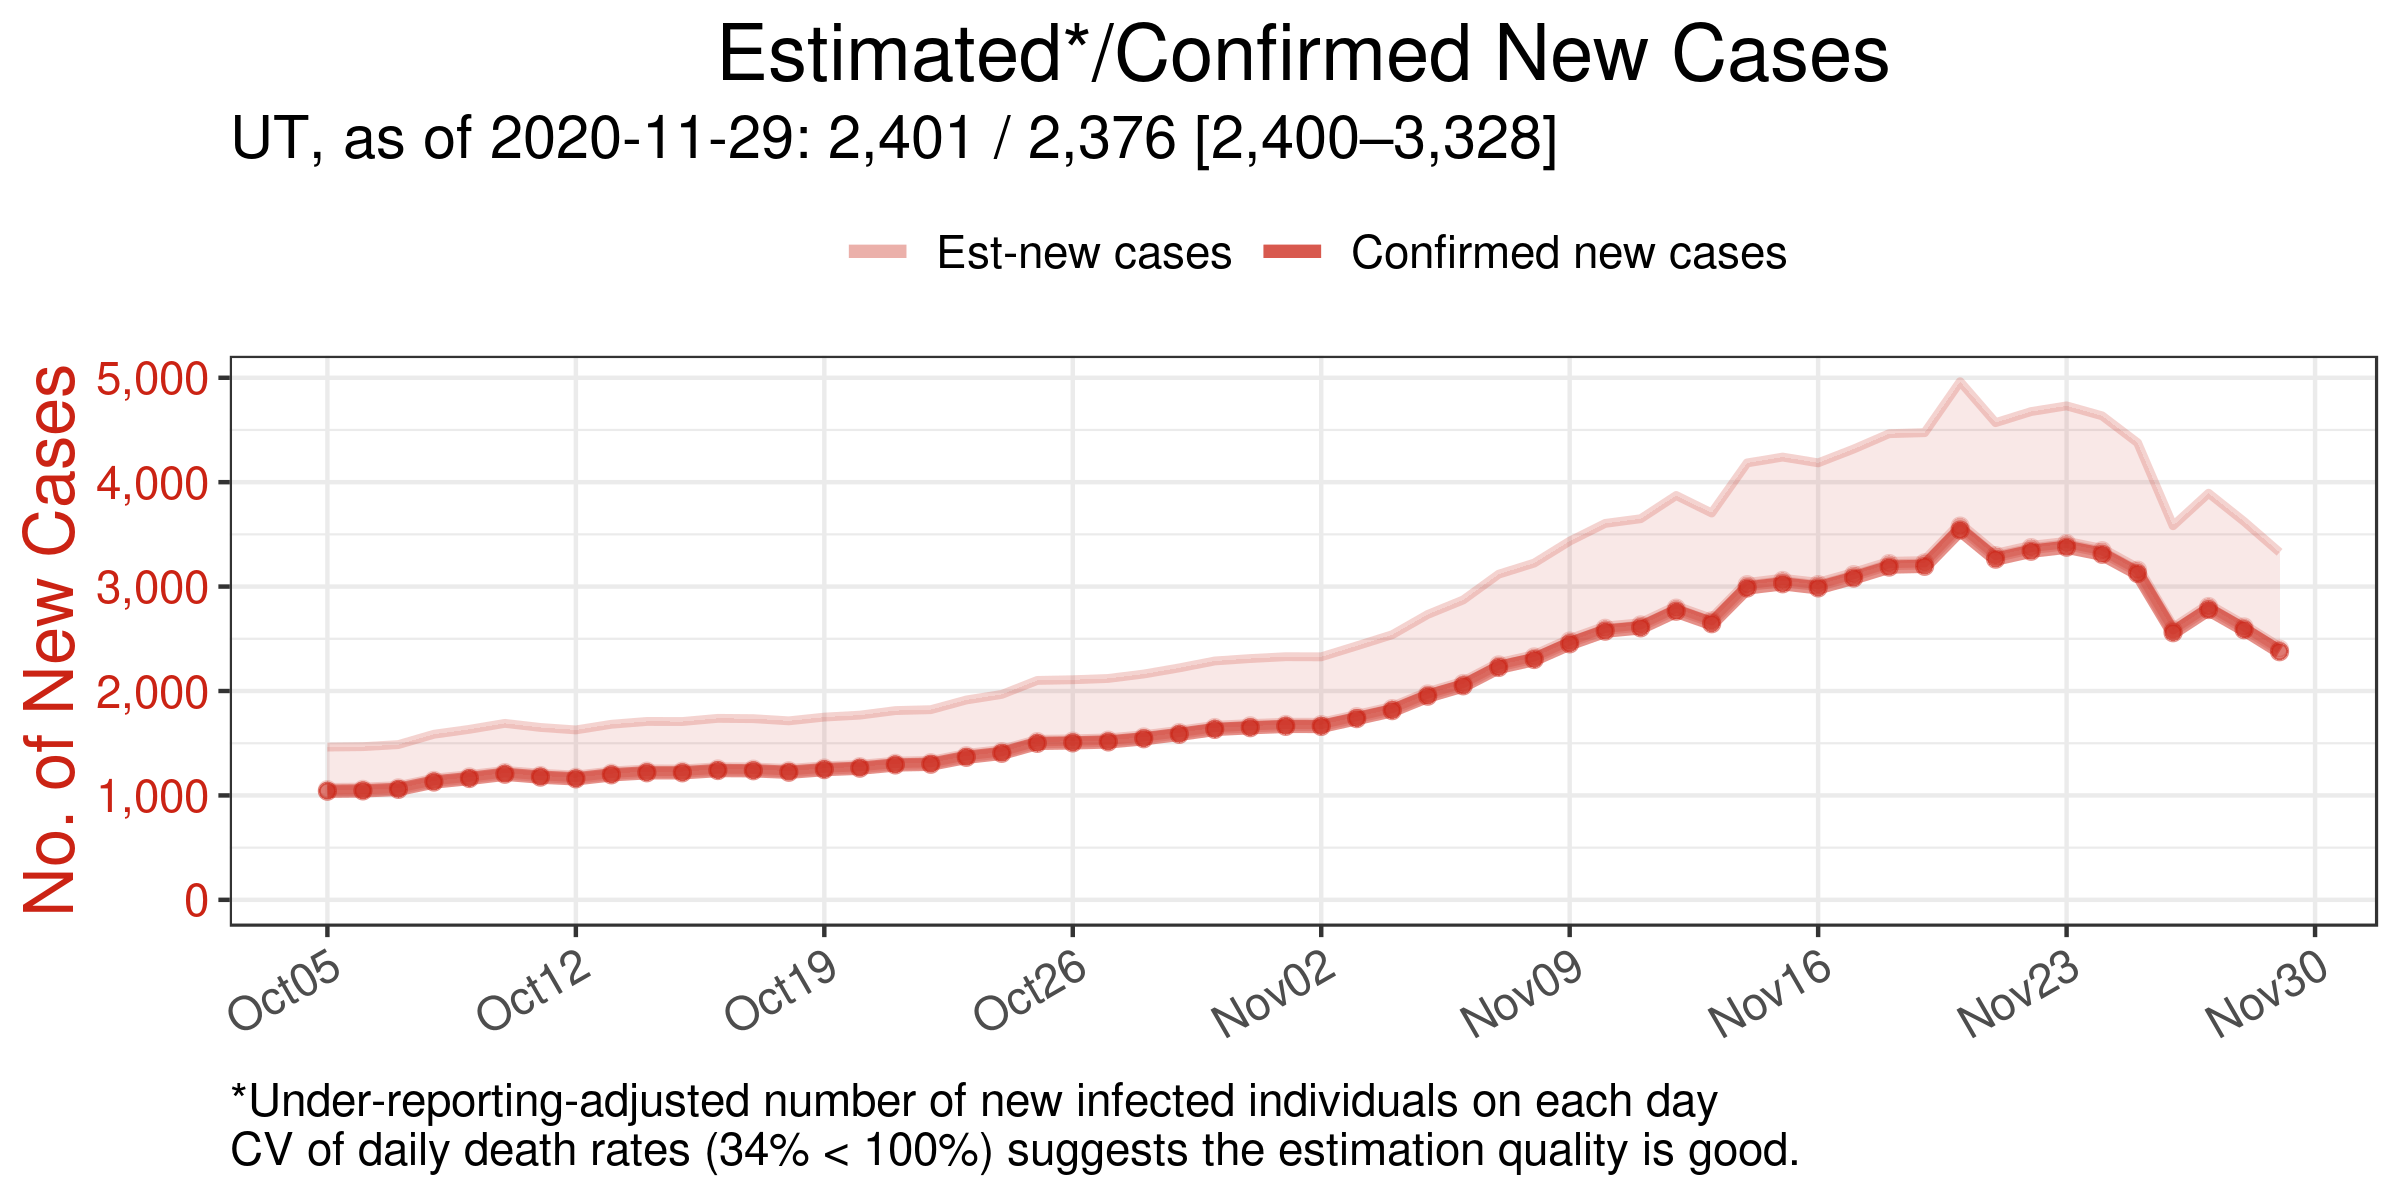 Estimated*/Confirmed New Cases
UT, as of 2020-11-29: 2,401 / 2,376 [2,400–3,328]
Est-new cases
Confirmed new cases
No. of New Cases
5,000
4,000
3,000
2,000
1,000
0
Oct05
Oct12
Oct19
Oct26
Nov02
Nov09
Nov16
Nov23
Nov30
*Under-reporting-adjusted number of new infected individuals on each day
CV of daily death rates (34% < 100%) suggests the estimation quality is good.